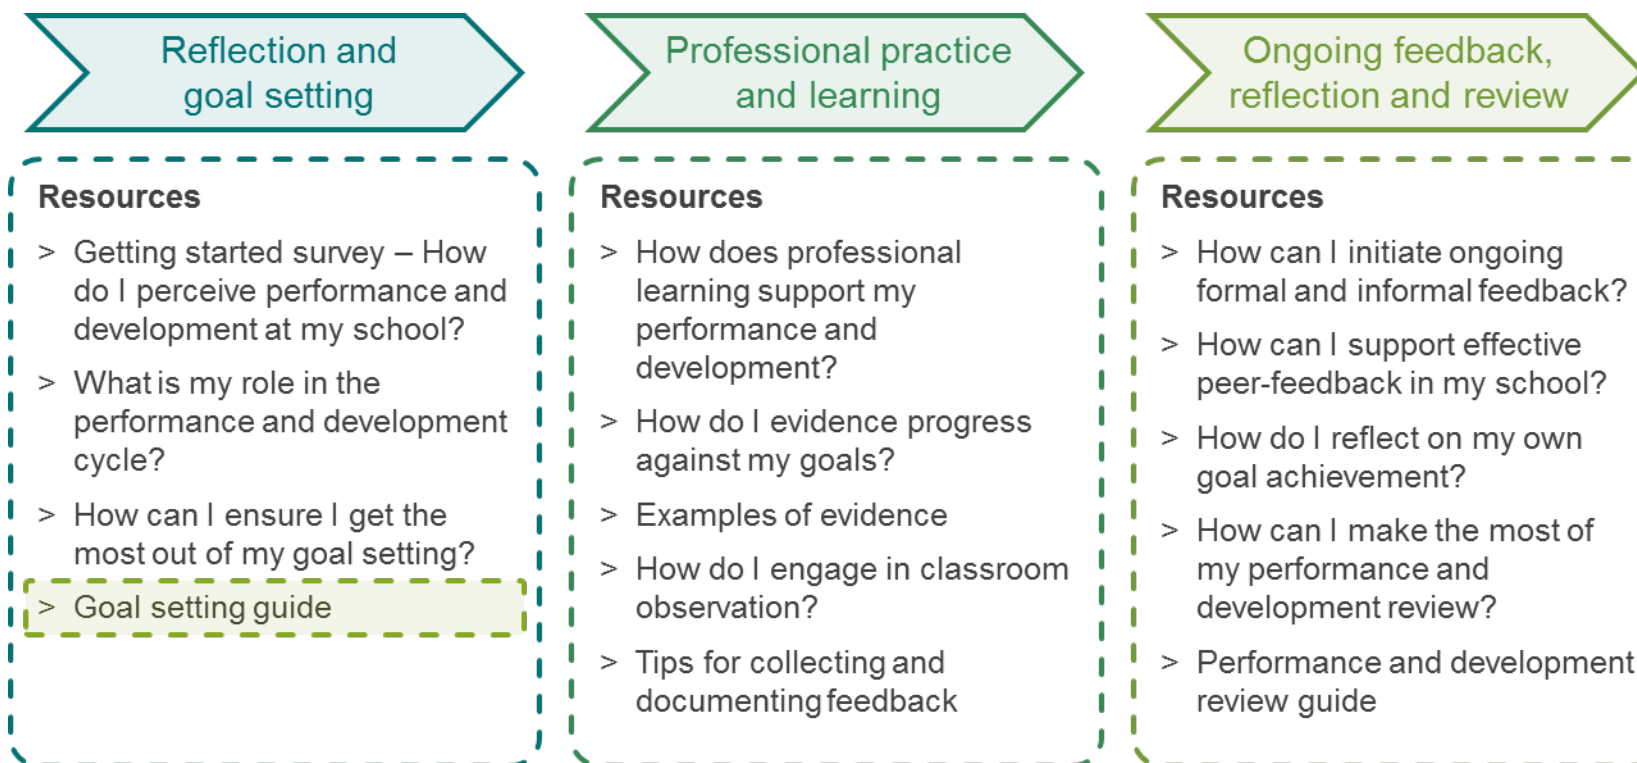 Reflection and
goal setting
Professional practice
and learning
Ongoing feedback,
reflection and review
Resources
> Getting started survey – How
do I perceive performance and
development at my school?
> What is my role in the
performance and development
cycle?
> How can I ensure I get the
most out of my goal setting?
> Goal setting guide
Resources
> How does professional
learning support my
performance and
development?
> How do I evidence progress
against my goals?
> Examples of evidence
> How do I engage in classroom
observation?
> Tips for collecting and
documenting feedback
Resources
> How can I initiate ongoing
formal and informal feedback?
> How can I support effective
peer-feedback in my school?
> How do I reflect on my own
goal achievement?
> How can I make the most of
my performance and
development review?
> Performance and development
review guide